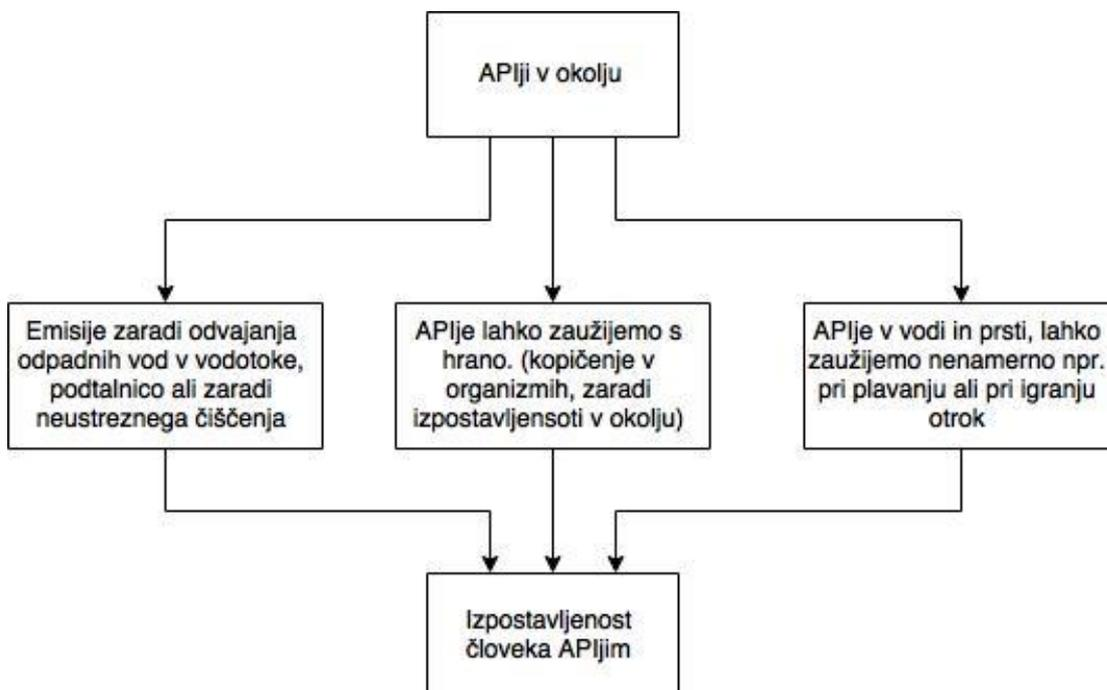 APIji v okolju
Emisije zaradi odvajanja
odpadnih vod v vodotoke,
podtalnico ali zaradi
neustreznega čiščenja
APIje lahko zaužijemo s
hrano. (kopičenje v
organizmih, zaradi
izpostavljensoti v okolju)
APIje v vodi in prsti, lahko
zaužijemo nenamerno npr.
pri plavanju ali pri igranju
otrok
Izpostavljenost
človeka APIjim